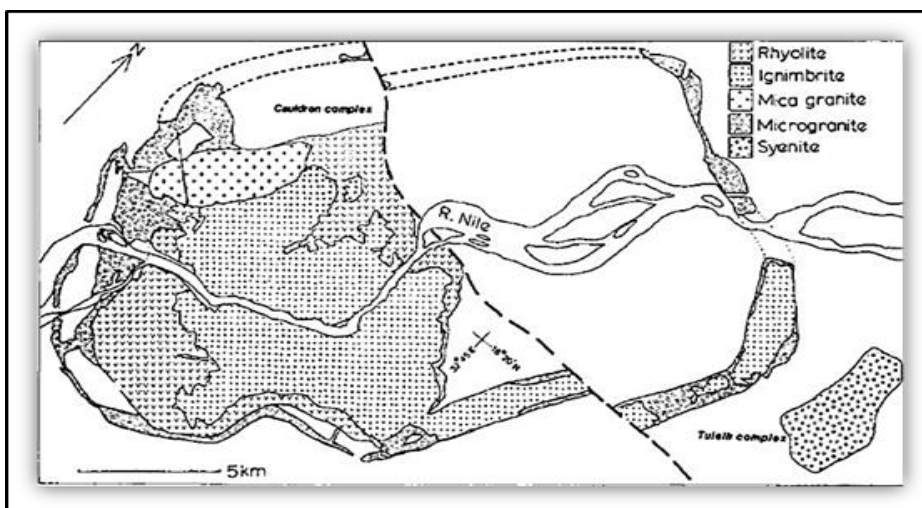 N
Rhyolite
Ignimbrite
Mica granite
Microgranite
Syenite
Cauldron complex
R. Nile
Tuleih complex
5km